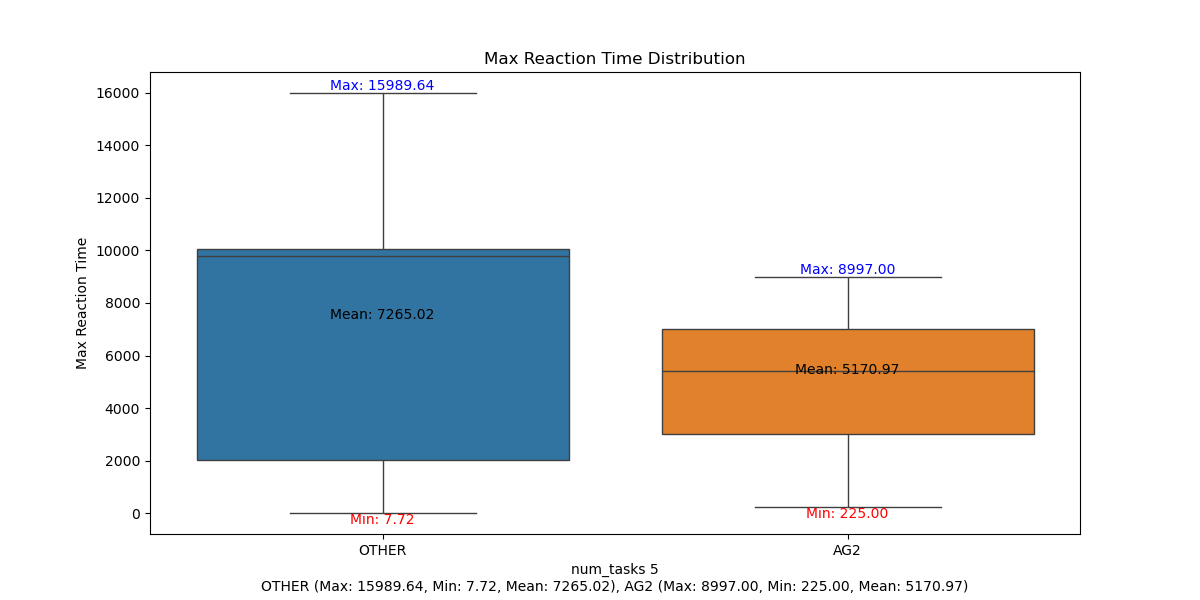 Max Reaction Time Distribution
Max Reaction Time
16000
14000
12000
10000
8000
6000
4000
2000
0
Max: 15989.64
Mean: 7265.02
Min: 7.72
Max: 8997.00
Mean: 5170.97
Min: 225.00
OTHER
AG2
num_tasks 5
OTHER (Max: 15989.64, Min: 7.72, Mean: 7265.02), AG2 (Max: 8997.00, Min: 225.00, Mean: 5170.97)